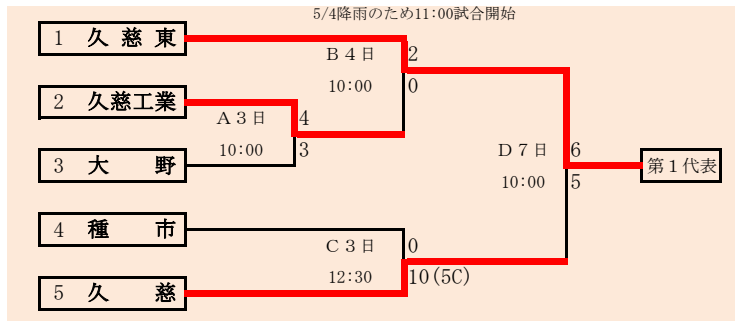 5/4降雨のため11:00試合開始
1 久慈東
B4日 2
10:00 0
2 久慈工業
A3日 4
10:00 3
3 大野
D7日 6
10:00 5
第1代表
4 種市
C3日 0
12:30 10(5C)
5 久慈